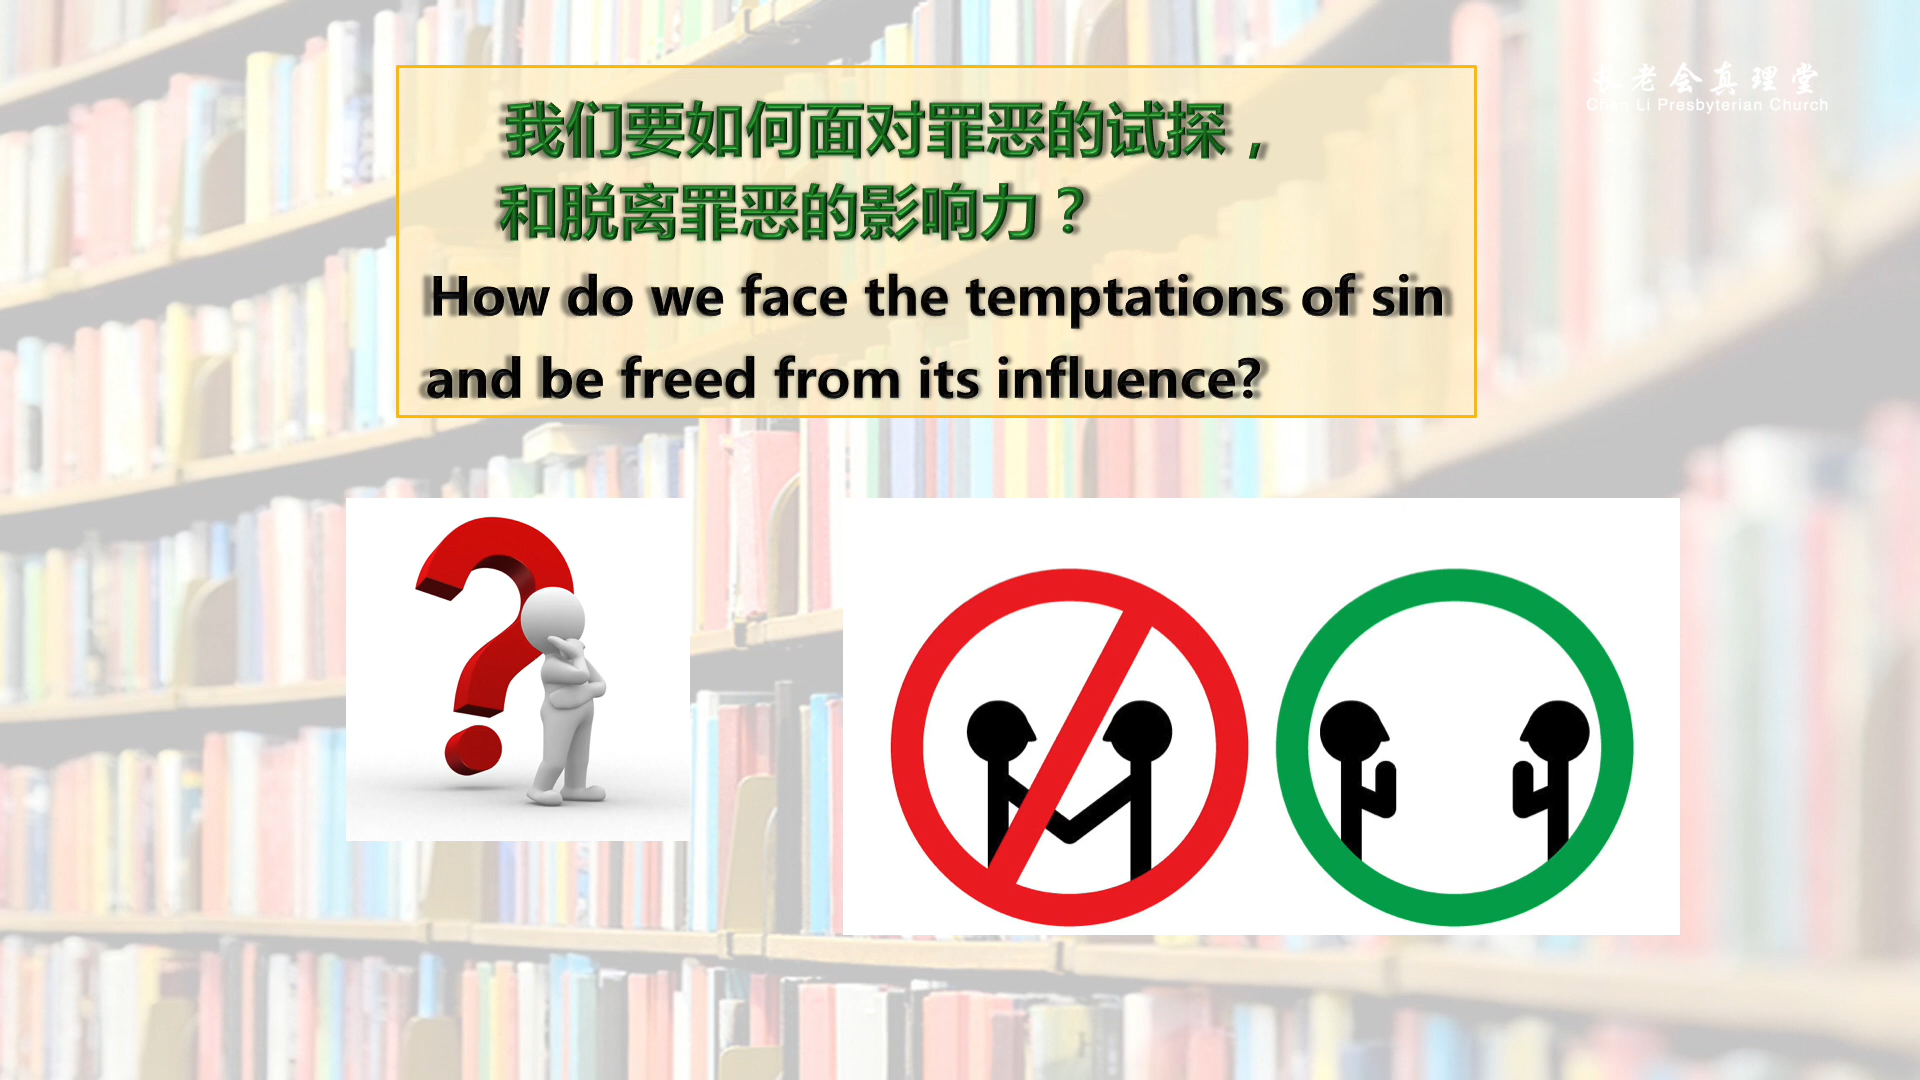 长老会真理堂
Chen Li Presbyterian Church
我们要如何面对罪恶的试探，
和脱离罪恶的影响力？
How do we face the temptations of sin
and be freed from its influence?